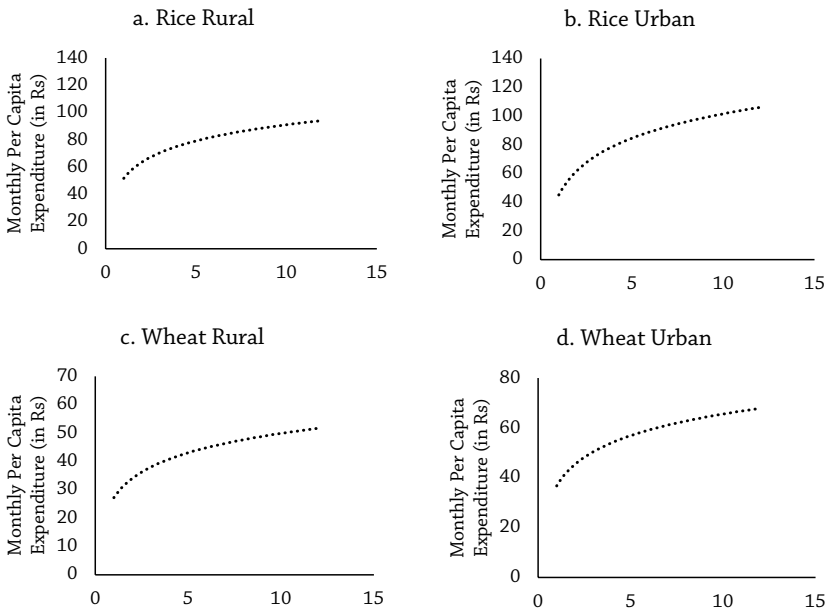 a. Rice Rural
Monthly Per Capita
Expenditure (in Rs)
140
120
100
80
60
40
20
0
0 5 10 15
b. Rice Urban
Monthly Per Capita
Expenditure (in Rs)
140
120
100
80
60
40
20
0
0 5 10 15
c. Wheat Rural
Monthly Per Capita
Expenditure (in Rs)
70
60
50
40
30
20
10
0
0 5 10 15
d. Wheat Urban
Monthly Per Capita
Expenditure (in Rs)
80
60
40
20
0
0 5 10 15